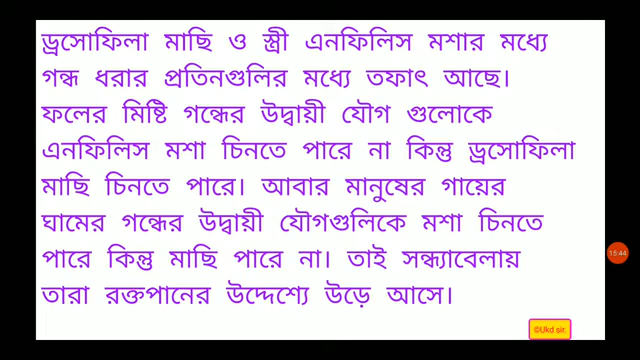 ড্রসোফিলা মাছি ও স্ত্রী এনফিলিস মশার মধ্যে
গন্ধ ধরার প্রতিনগুলির মধ্যে তফাৎ আছে।
ফলের মিষ্টি গন্ধের উদ্বায়ী যৌগ গুলোকে
এনফিলিস মশা চিনতে পারে না কিন্তু ড্রসোফিলা
মাছি চিনতে পারে। আবার মানুষের গায়ের
ঘামের গন্ধের উদ্বায়ী যৌগগুলিকে মশা চিনতে
পারে কিন্তু মাছি পারে না। তাই সন্ধ্যাবেলায়
তারা রক্তপানের উদ্দেশ্যে উড়ে আসে।
15:44
©Ukd sir.